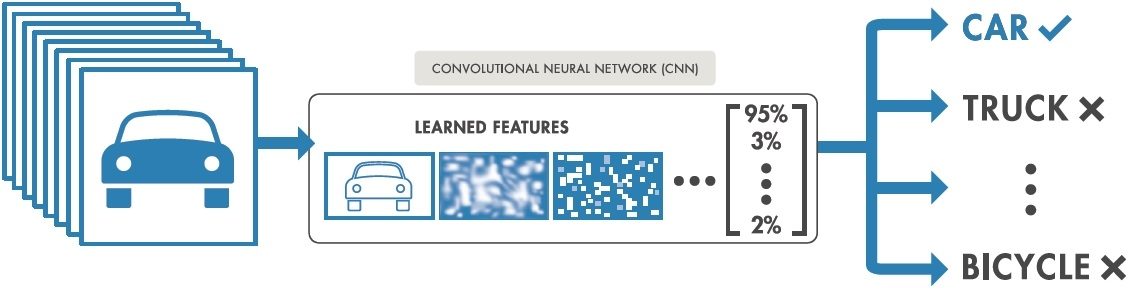 CONVOLUTIONAL NEURAL NETWORK (CNN)
LEARNED FEATURES
95%
3%
2%
CAR
TRUCK
BICYCLE